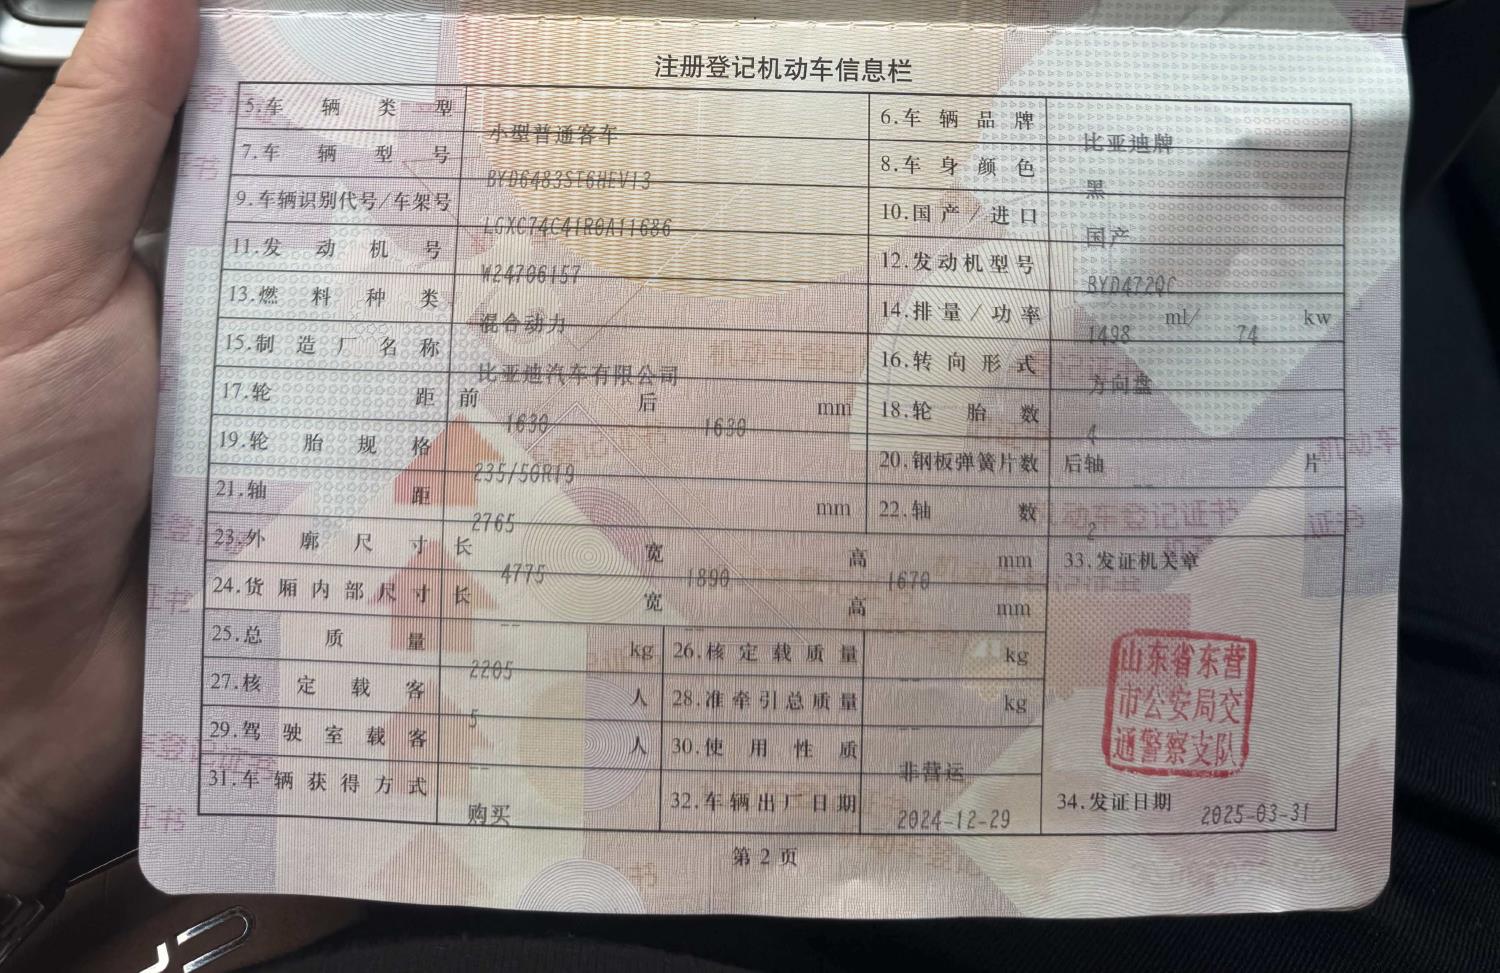 注册登记机动车信息栏
5.车辆类型 小型普通客车 6.车辆品牌 比亚迪牌
7.车辆型号 BYD6483ST6HEV13 8.车身颜色 黑
9.车辆识别代号/车架号 LGXC74C41R0A11686 10.国产/进口 国产
11.发动机号 W24706157 12.发动机型号 BYD472QC
13.燃料种类 混合动力 14.排量/功率 1498 ml/ 74 kw
15.制造厂名称 比亚迪汽车有限公司 16.转向形式 方向盘
17.轮距 前 1630 后 1630 mm 18.轮胎数 4
19.轮胎规格 235/50R19 20.钢板弹簧片数 后轴 -- 片
21.轴距 2765 mm 22.轴数 2
23.外廓尺寸 长 4775 宽 1890 高 1670 mm 33.发证机关章
24.货厢内部尺寸 长 -- 宽 高 mm
25.总质量 2205 kg 26.核定载质量 -- kg
27.核定载客 5 人 28.准牵引总质量 -- kg
29.驾驶室载客 -- 人 30.使用性质 非营运
31.车辆获得方式 购买 32.车辆出厂日期 2024-12-29 34.发证日期 2025-03-31
山东省东营
市公安局交
通警察支队
第 2 页